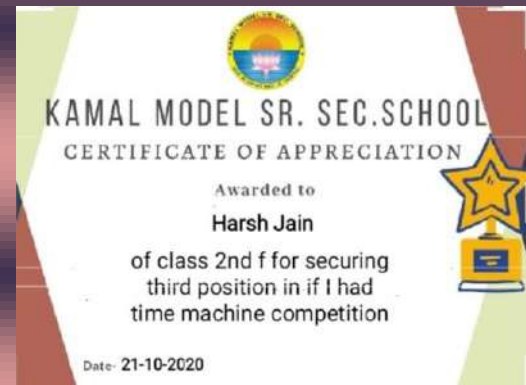 KAMAL MODEL SR. SEC.SCHOOL
CERTIFICATE OF APPRECIATION
Awarded to
Harsh Jain
of class 2nd f for securing
third position in if I had
time machine competition
Date- 21-10-2020